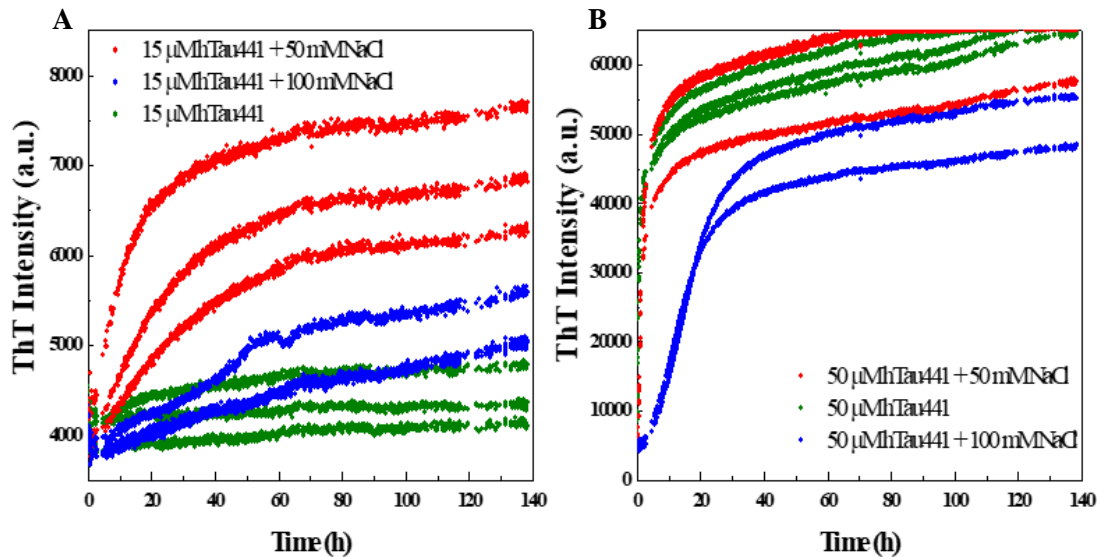 A
15 μMhTau441 + 50 mMNaCl
15 μMhTau441 + 100 mMNaCl
15 μMhTau441
ThT Intensity (a.u.)
8000
7000
6000
5000
4000
0 20 40 60 80 100 120 140
Time(h)
B
ThT Intensity (a.u.)
60000
50000
40000
30000
20000
10000
0
50 μMhTau441 + 50 mMNaCl
50 μMhTau441
50 μMhTau441 + 100 mMNaCl
0 20 40 60 80 100 120 140
Time(h)